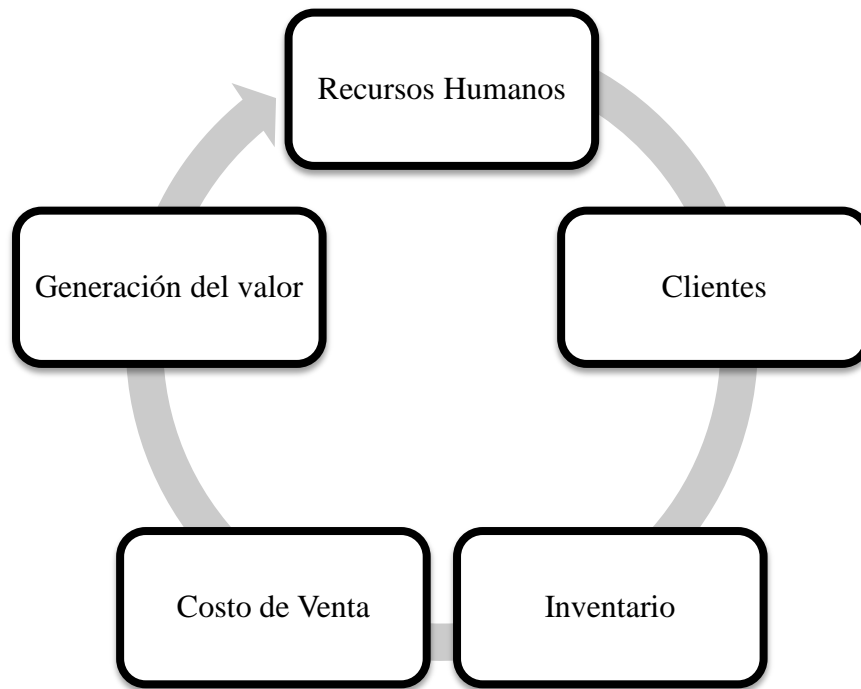 Recursos Humanos
Clientes
Inventario
Costo de Venta
Generación del valor